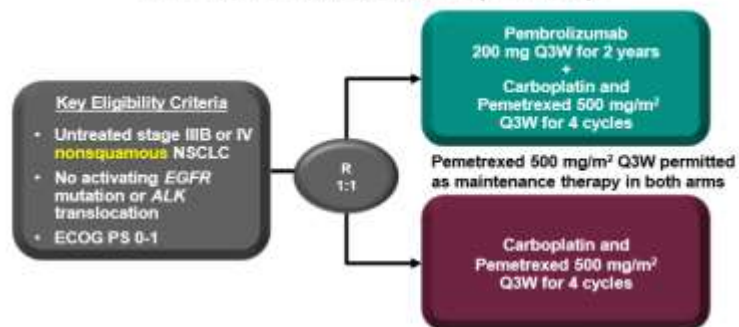 Key Eligibility Criteria
• Untreated stage IIIB or IV
nonsquamous NSCLC
• No activating EGFR
mutation or ALK
translocation
• ECOG PS 0-1
R
1:1
Pembrolizumab
200 mg Q3W for 2 years
+
Carboplatin and
Pemetrexed 500 mg/m²
Q3W for 4 cycles
Pemetrexed 500 mg/m² Q3W permitted
as maintenance therapy in both arms
Carboplatin and
Pemetrexed 500 mg/m²
Q3W for 4 cycles